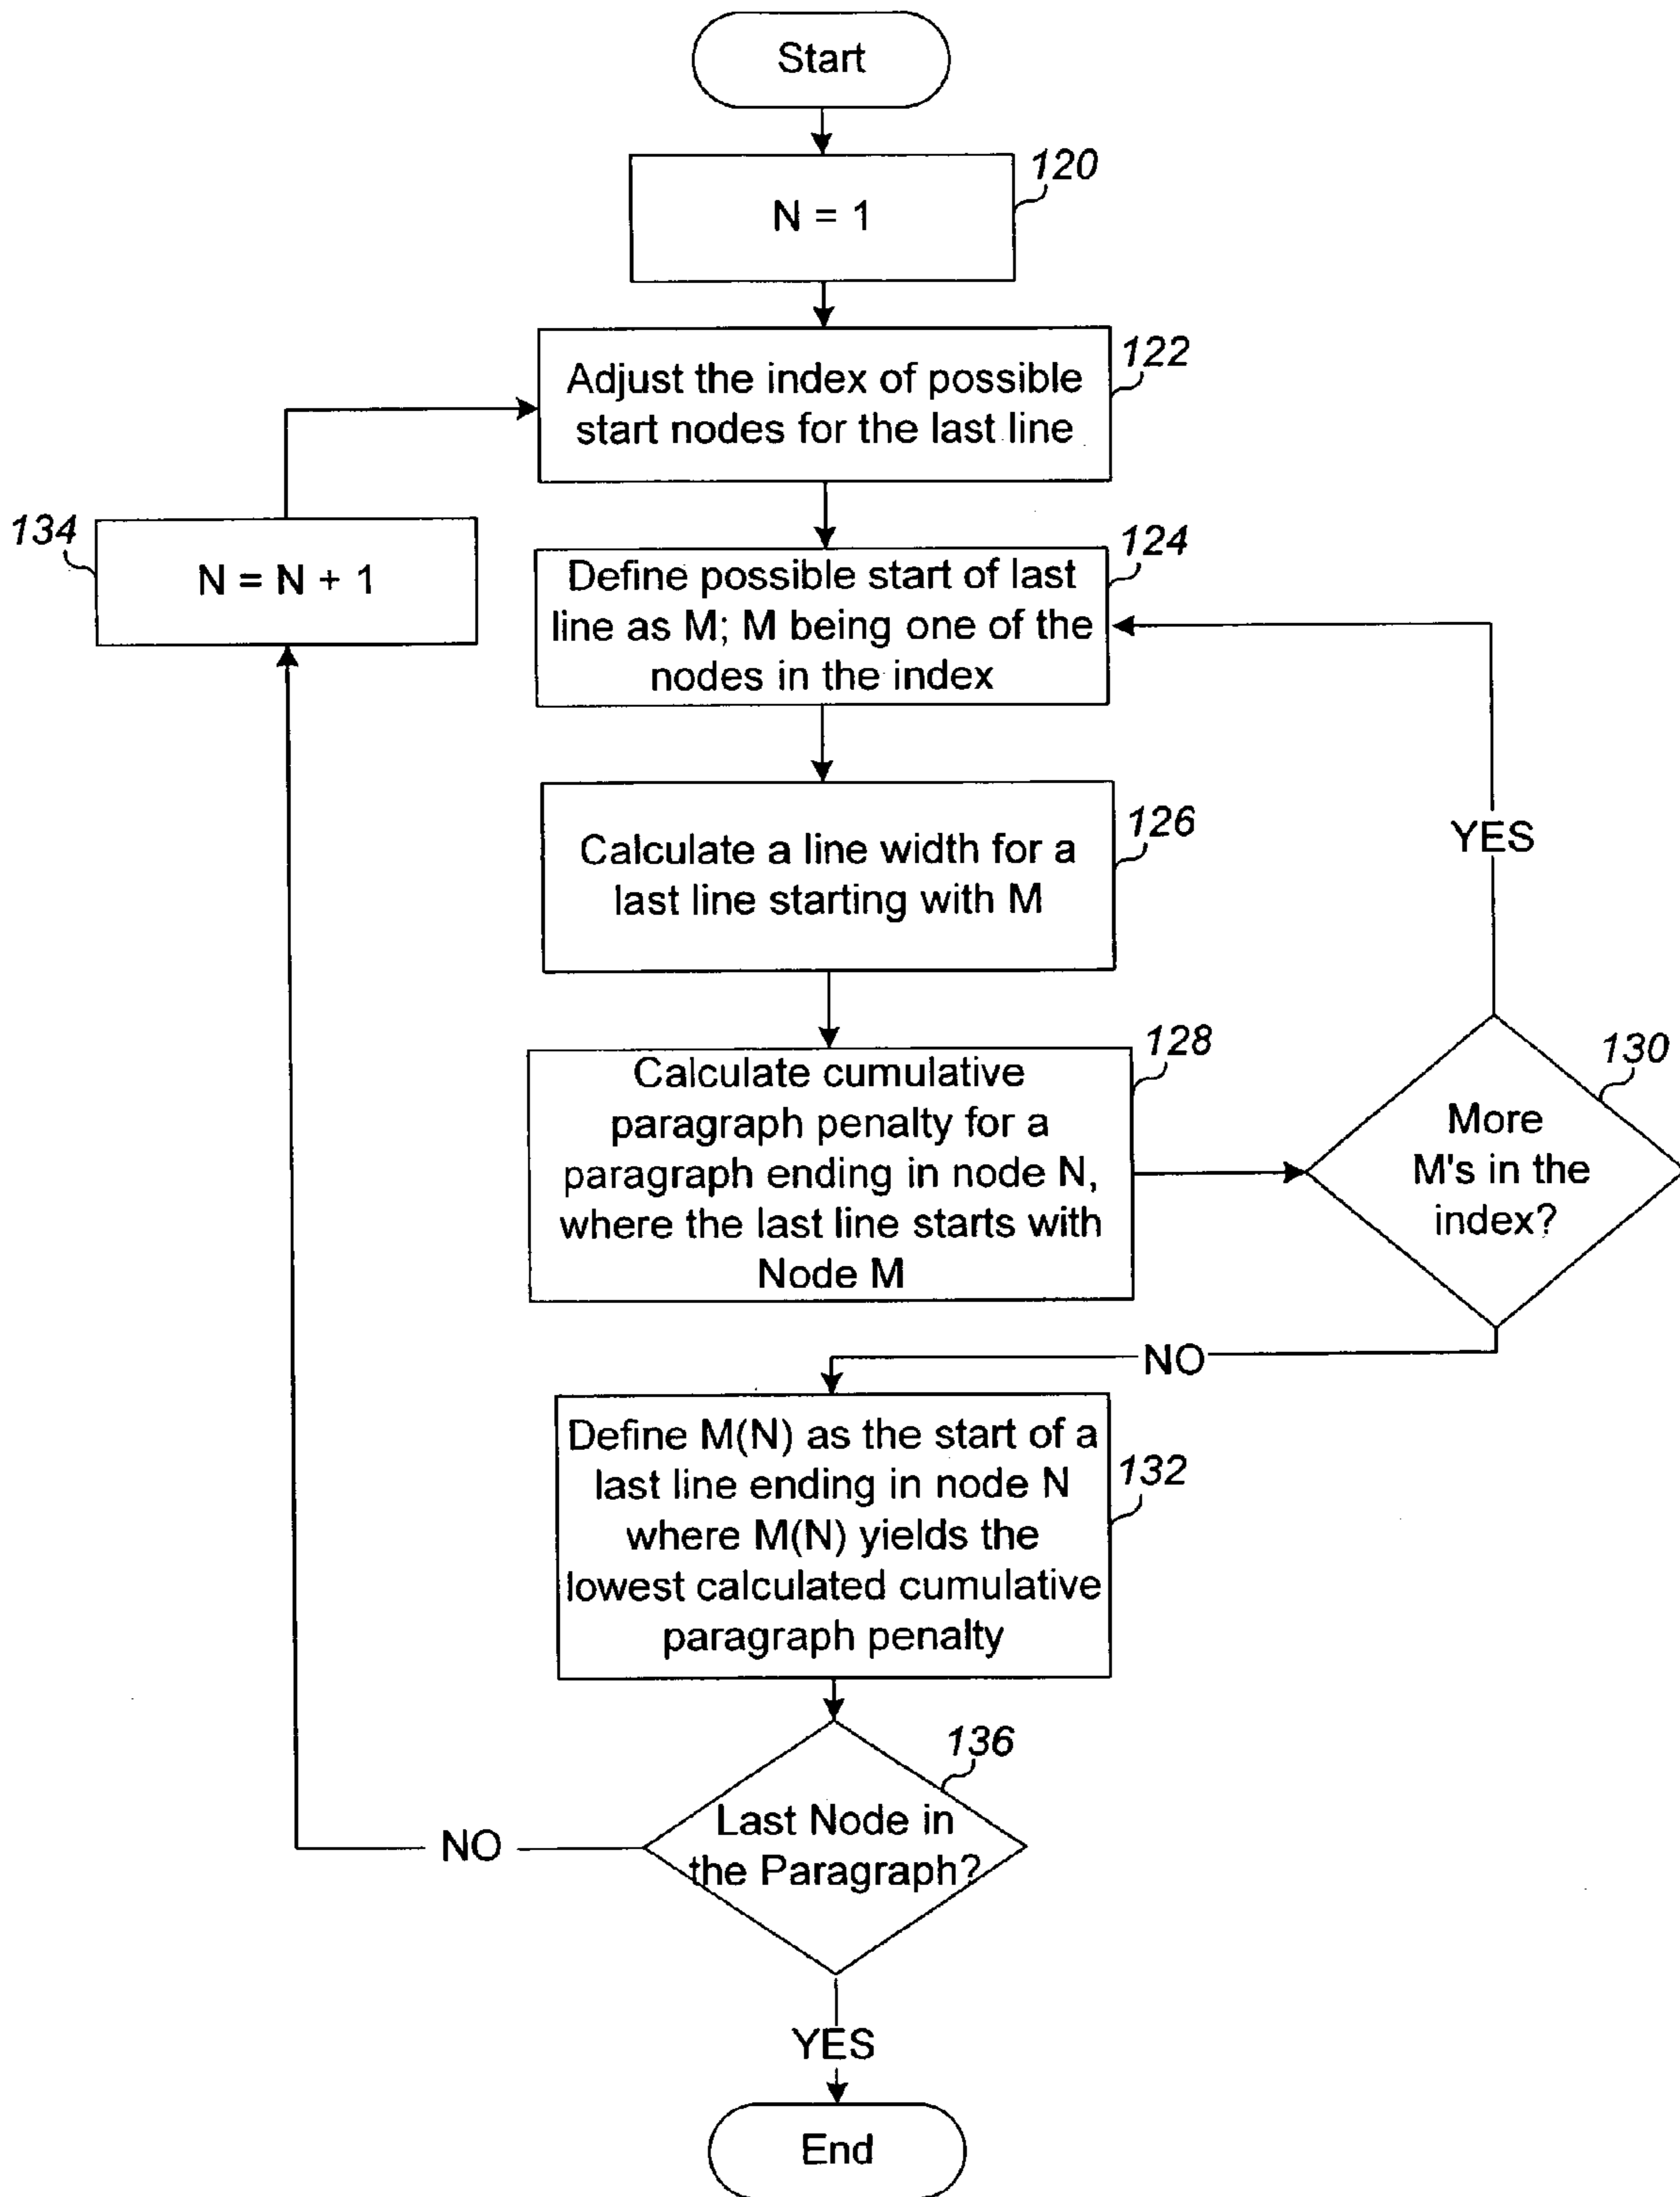 Start
120
N = 1
122
Adjust the index of possible
start nodes for the last line
134
N = N + 1
124
Define possible start of last
line as M; M being one of the
nodes in the index
126
Calculate a line width for a
last line starting with M
YES
128
Calculate cumulative
paragraph penalty for a
paragraph ending in node N,
where the last line starts with
Node M
130
More
M's in the
index?
NO
Define M(N) as the start of a
last line ending in node N
where M(N) yields the
lowest calculated cumulative
paragraph penalty
132
136
Last Node in
the Paragraph?
NO
YES
End